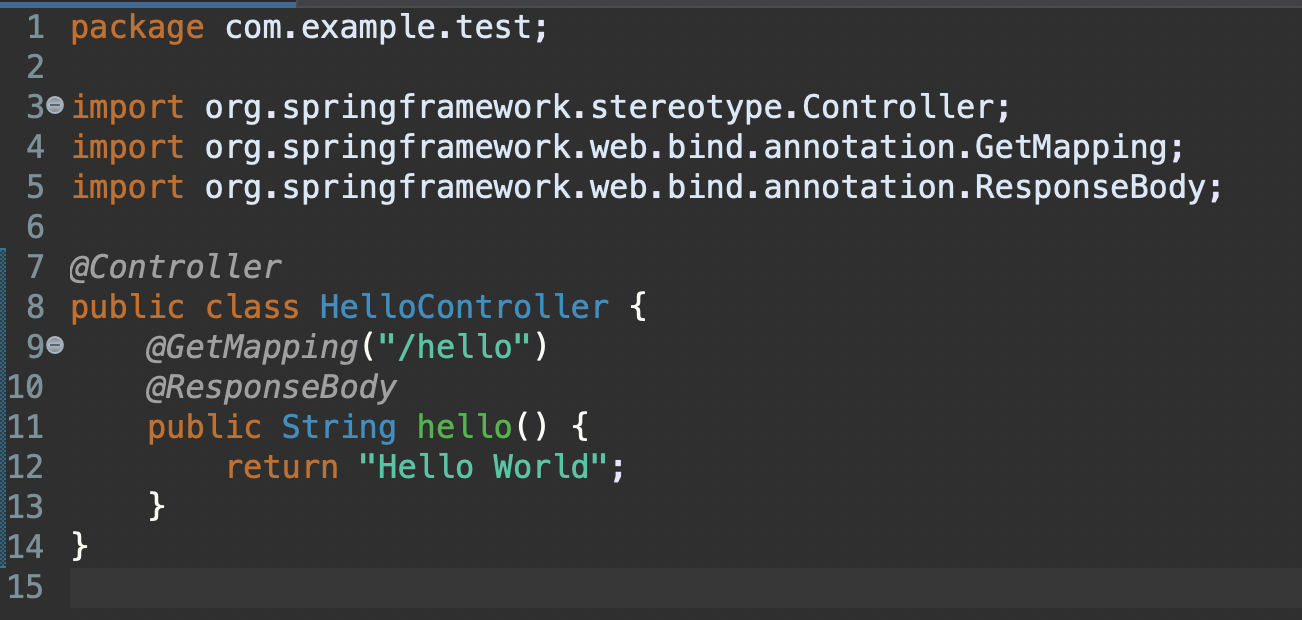 1 package com.example.test;
2
3 import org.springframework.stereotype.Controller;
4 import org.springframework.web.bind.annotation.GetMapping;
5 import org.springframework.web.bind.annotation.ResponseBody;
6
7 @Controller
8 public class HelloController {
9     @GetMapping("/hello")
10     @ResponseBody
11     public String hello() {
12         return "Hello World";
13     }
14 }
15